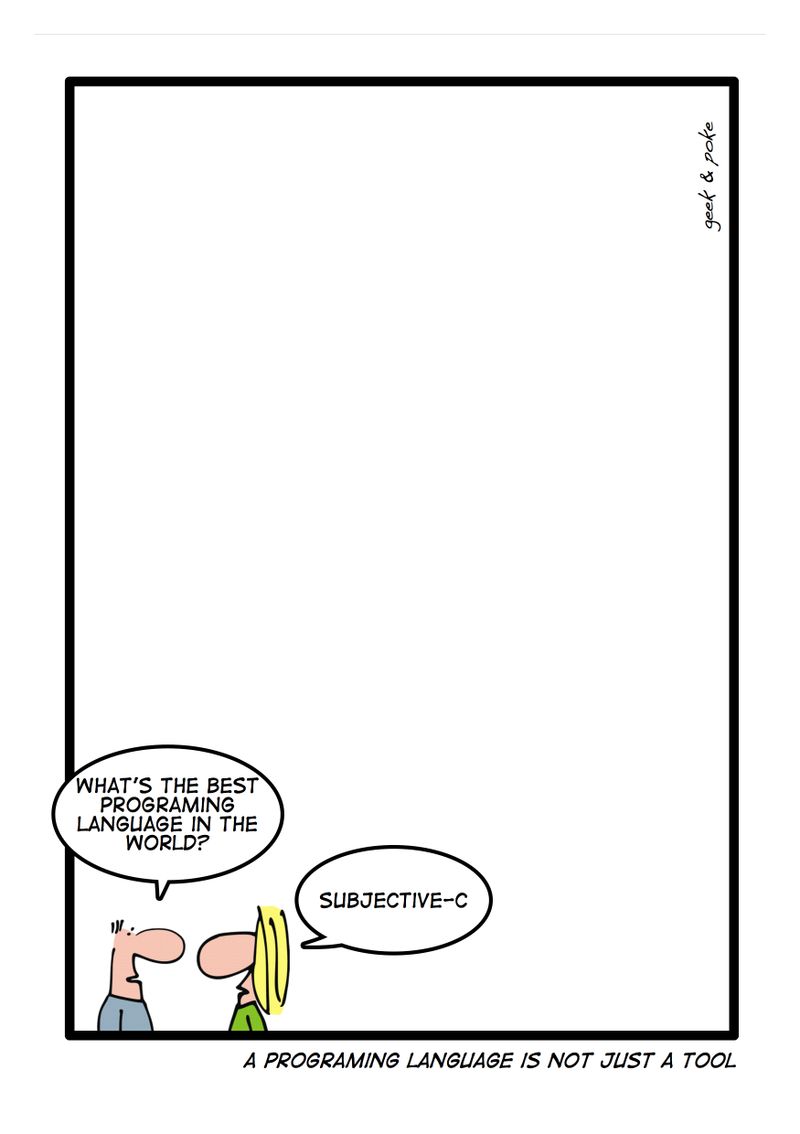 geek & poke
WHAT'S THE BEST
PROGRAMING
LANGUAGE IN THE
WORLD?
SUBJECTIVE-C
A PROGRAMING LANGUAGE IS NOT JUST A TOOL